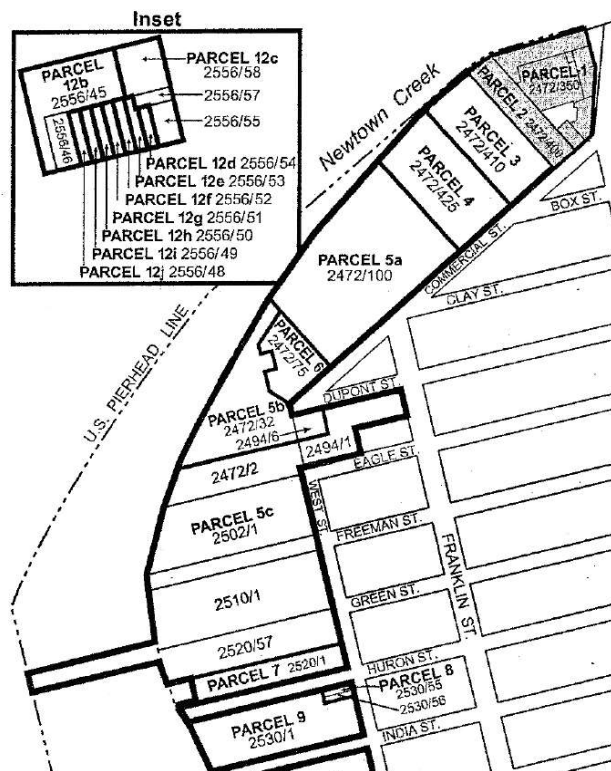 Inset
PARCEL
12b
2556/45
PARCEL 12c
2556/58
2556/57
2556/55
2556/46
PARCEL 12d 2556/54
PARCEL 12e 2556/53
PARCEL 12f 2556/52
PARCEL 12g 2556/51
PARCEL 12h 2556/50
PARCEL 12i 2556/49
PARCEL 12j 2556/48
Newtown Creek
U.S. PIERHEAD LINE
PARCEL 1
2472/350
PARCEL 2 2472/400
PARCEL 3
2472/410
PARCEL 4
2472/425
PARCEL 5a
2472/100
PARCEL 6
2472/75
BOX ST.
COMMERCIAL ST.
CLAY ST.
DUPONT ST.
PARCEL 5b
2472/32
2494/6
2494/1
EAGLE ST.
2472/2
WEST ST.
PARCEL 5c
2502/1
FREEMAN ST.
FRANKLIN ST.
2510/1
GREEN ST.
2520/57
PARCEL 7 2520/1
HURON ST.
PARCEL 8
2530/55
2530/56
PARCEL 9
2530/1
INDIA ST.